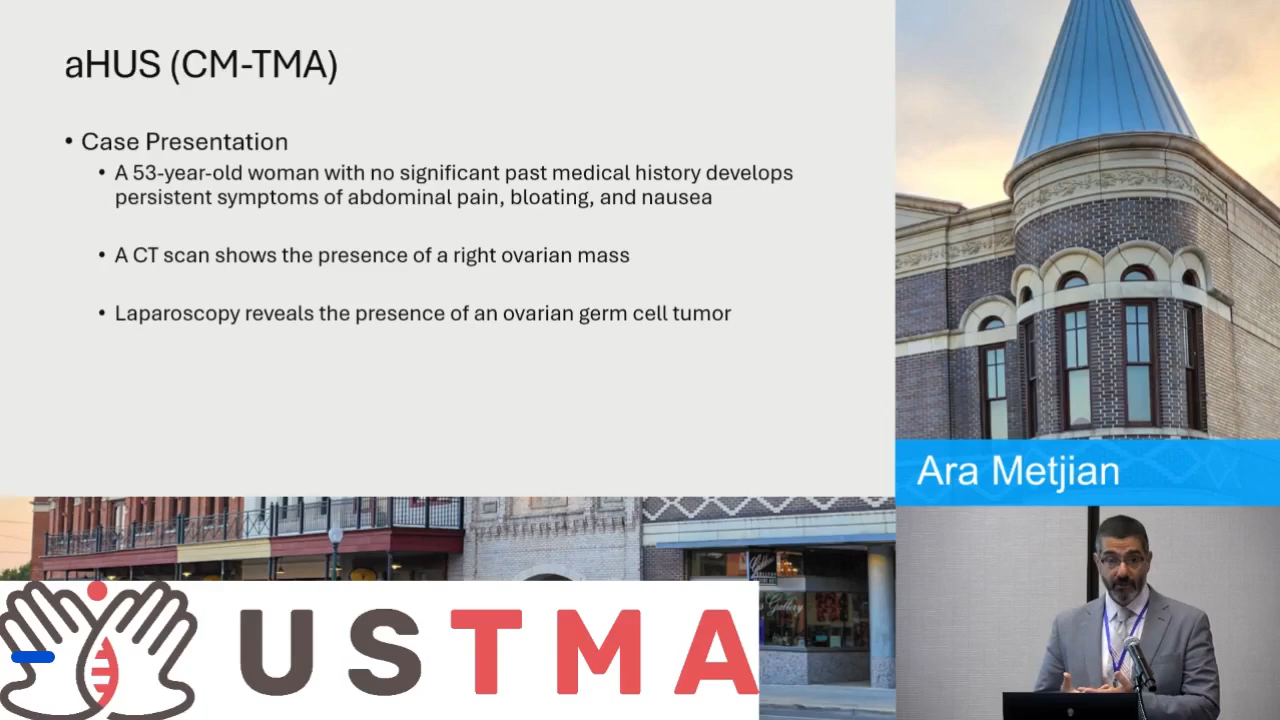 aHUS (CM-TMA)
• Case Presentation
• A 53-year-old woman with no significant past medical history develops
persistent symptoms of abdominal pain, bloating, and nausea
• A CT scan shows the presence of a right ovarian mass
• Laparoscopy reveals the presence of an ovarian germ cell tumor
Ara Metjian
USTMA
Gallery